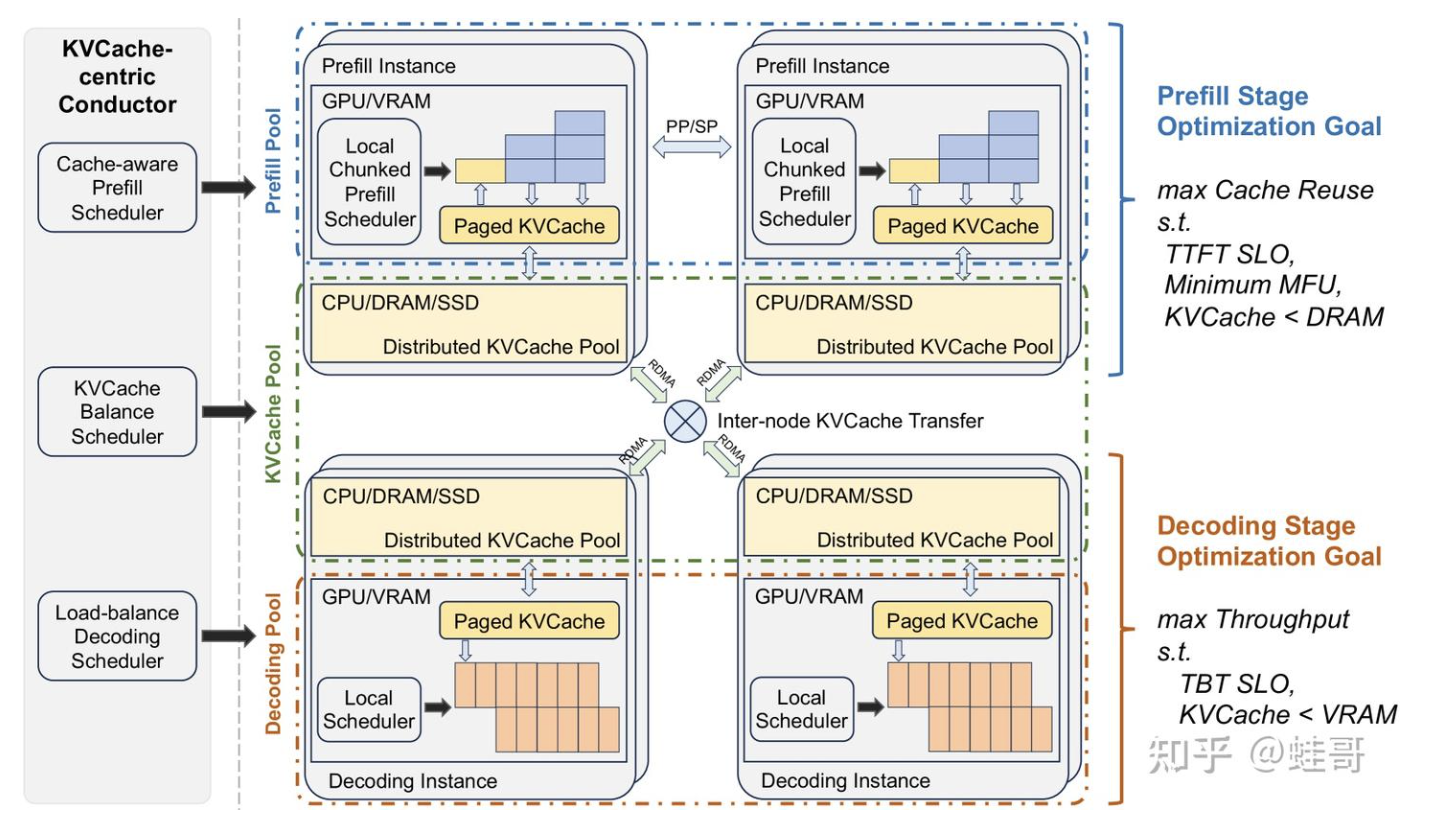 KVCache-
centric
Conductor
Cache-aware
Prefill
Scheduler
KVCache
Balance
Scheduler
Load-balance
Decoding
Scheduler
Prefill Pool
KVCache Pool
Decoding Pool
Prefill Instance
GPU/VRAM
Local
Chunked
Prefill
Scheduler
Paged KVCache
CPU/DRAM/SSD
Distributed KVCache Pool
PP/SP
Prefill Instance
GPU/VRAM
Local
Chunked
Prefill
Scheduler
Paged KVCache
CPU/DRAM/SSD
Distributed KVCache Pool
RDMA
RDMA
Inter-node KVCache Transfer
RDMA
RDMA
CPU/DRAM/SSD
Distributed KVCache Pool
GPU/VRAM
Paged KVCache
Local
Scheduler
Decoding Instance
CPU/DRAM/SSD
Distributed KVCache Pool
GPU/VRAM
Paged KVCache
Local
Scheduler
Decoding Instance
Prefill Stage
Optimization Goal
max Cache Reuse
s.t.
TTFT SLO,
Minimum MFU,
KVCache < DRAM
Decoding Stage
Optimization Goal
max Throughput
s.t.
TBT SLO,
KVCache < VRAM
知乎 @蛙哥